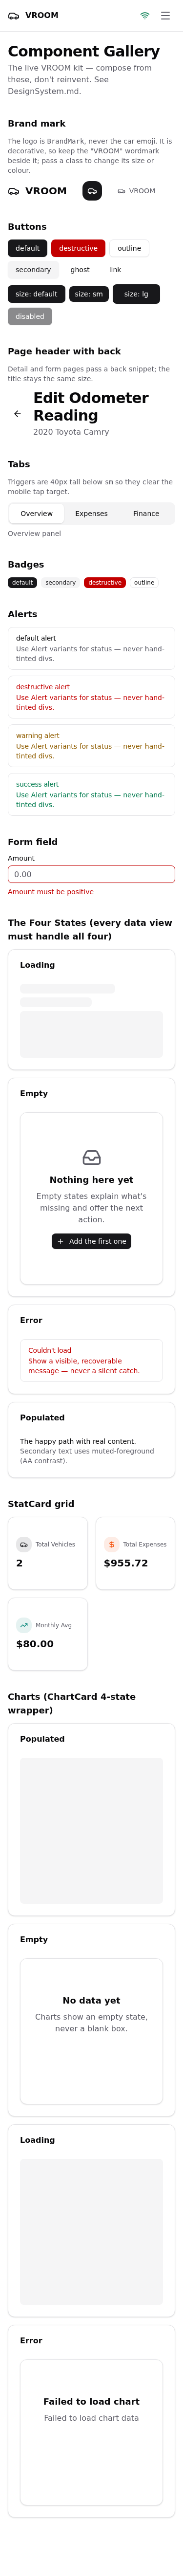 VROOM
Component Gallery
The live VROOM kit — compose from
these, don't reinvent. See
DesignSystem.md.
Brand mark
The logo is BrandMark, never the car emoji. It is
decorative, so keep the "VROOM" wordmark
beside it; pass a class to change its size or
colour.
VROOM
VROOM
Buttons
default
destructive
outline
secondary
ghost
link
size: default
size: sm
size: lg
disabled
Page header with back
Detail and form pages pass a back snippet; the
title stays the same size.
Edit Odometer
Reading
2020 Toyota Camry
Tabs
Triggers are 40px tall below sm so they clear the
mobile tap target.
Overview
Expenses
Finance
Overview panel
Badges
default
secondary
destructive
outline
Alerts
default alert
Use Alert variants for status — never hand-
tinted divs.
destructive alert
Use Alert variants for status — never hand-
tinted divs.
warning alert
Use Alert variants for status — never hand-
tinted divs.
success alert
Use Alert variants for status — never hand-
tinted divs.
Form field
Amount
0.00
Amount must be positive
The Four States (every data view
must handle all four)
Loading
Empty
Nothing here yet
Empty states explain what's
missing and offer the next
action.
Add the first one
Error
Couldn't load
Show a visible, recoverable
message — never a silent catch.
Populated
The happy path with real content.
Secondary text uses muted-foreground
(AA contrast).
StatCard grid
Total Vehicles
2
Total Expenses
$955.72
Monthly Avg
$80.00
Charts (ChartCard 4-state
wrapper)
Populated
Empty
No data yet
Charts show an empty state,
never a blank box.
Loading
Error
Failed to load chart
Failed to load chart data